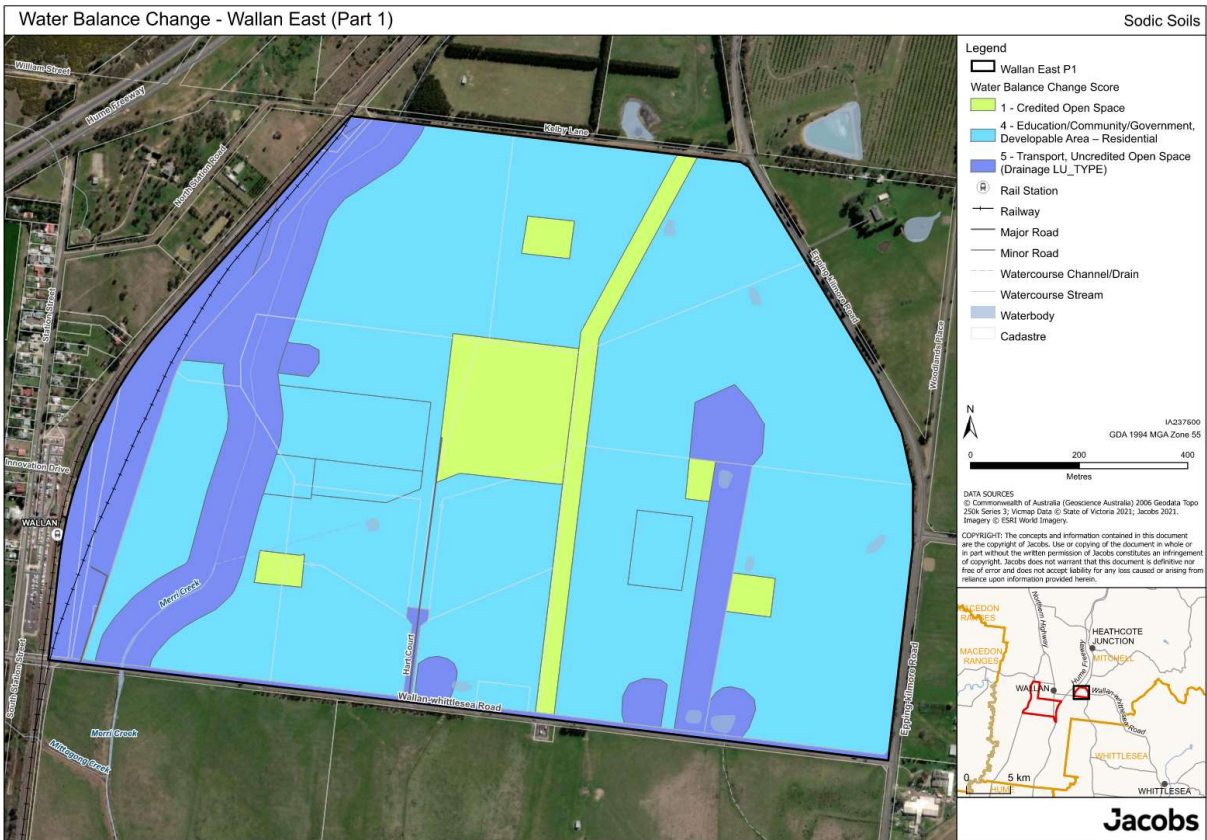 Water Balance Change - Wallan East (Part 1)
Sodic Soils
William Street
Hume Freeway
North Station Road
Kelby Lane
Station Street
Epping-kilmore Road
Woodlands Place
Innovation Drive
WALLAN
Merri Creek
Hart Court
Wallan-whittlesea Road
Epping-kilmore Road
South Station Street
Merri Creek
Mittagong Creek
Legend
Wallan East P1
Water Balance Change Score
1 - Credited Open Space
4 - Education/Community/Government,
Developable Area – Residential
5 - Transport, Uncredited Open Space
(Drainage LU_TYPE)
Rail Station
Railway
Major Road
Minor Road
Watercourse Channel/Drain
Watercourse Stream
Waterbody
Cadastre
N
IA237600
GDA 1994 MGA Zone 55
0 200 400
Metres
DATA SOURCES
© Commonwealth of Australia (Geoscience Australia) 2006 Geodata Topo
250k Series 3; Vicmap Data © State of Victoria 2021; Jacobs 2021.
Imagery © ESRI World Imagery.
COPYRIGHT: The concepts and information contained in this document
are the copyright of Jacobs. Use or copying of the document in whole or
in part without the written permission of Jacobs constitutes an infringement
of copyright. Jacobs does not warrant that this document is definitive nor
free of error and does not accept liability for any loss caused or arising from
reliance upon information provided herein.
MACEDON
RANGES
Northern Highway
HEATHCOTE
JUNCTION
Hume Freeway
MITCHELL
MACEDON
RANGES
WALLAN
Wallan-whittlesea Road
WHITTLESEA
0 5 km
HUME
WHITTLESEA
Jacobs